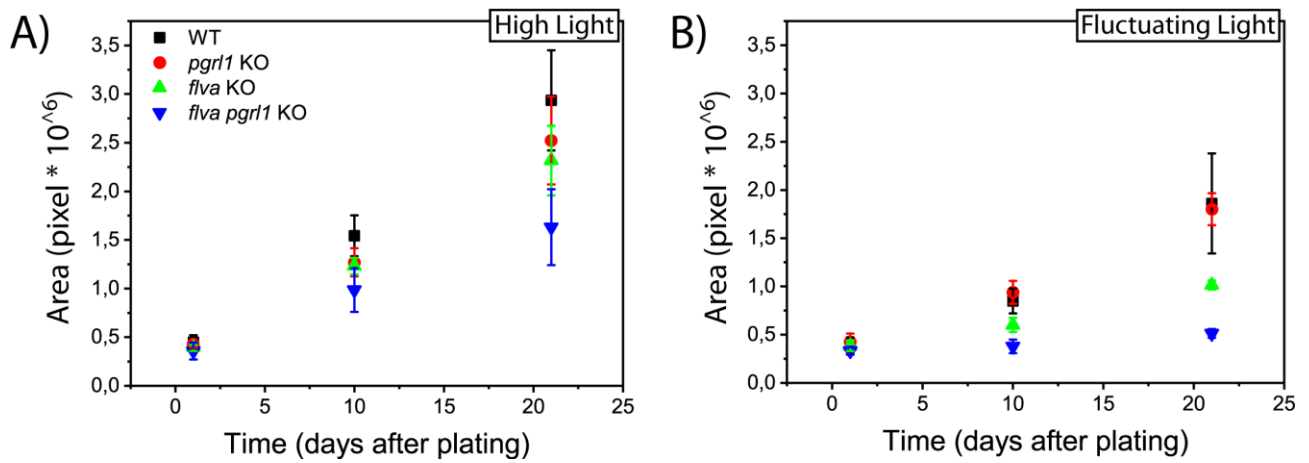 A)
High Light
WT
pgrl1 KO
flva KO
flva pgrl1 KO
Area (pixel * 10^6)
3,5
3,0
2,5
2,0
1,5
1,0
0,5
0,0
0 5 10 15 20 25
Time (days after plating)
B)
Fluctuating Light
Area (pixel * 10^6)
3,5
3,0
2,5
2,0
1,5
1,0
0,5
0,0
0 5 10 15 20 25
Time (days after plating)